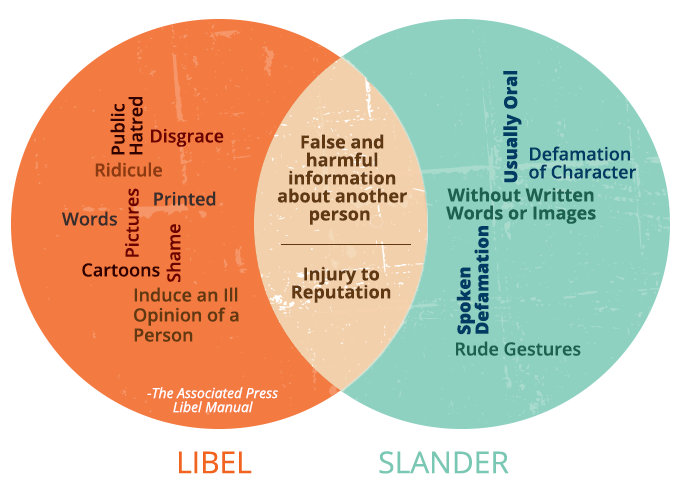 Public
Hatred
Disgrace
Ridicule
Printed
Words
Pictures
Shame
Cartoons
Induce an Ill
Opinion of a
Person
-The Associated Press
Libel Manual
False and
harmful
information
about another
person
Injury to
Reputation
Usually Oral
Defamation
of Character
Without Written
Words or Images
Spoken
Defamation
Rude Gestures
LIBEL
SLANDER